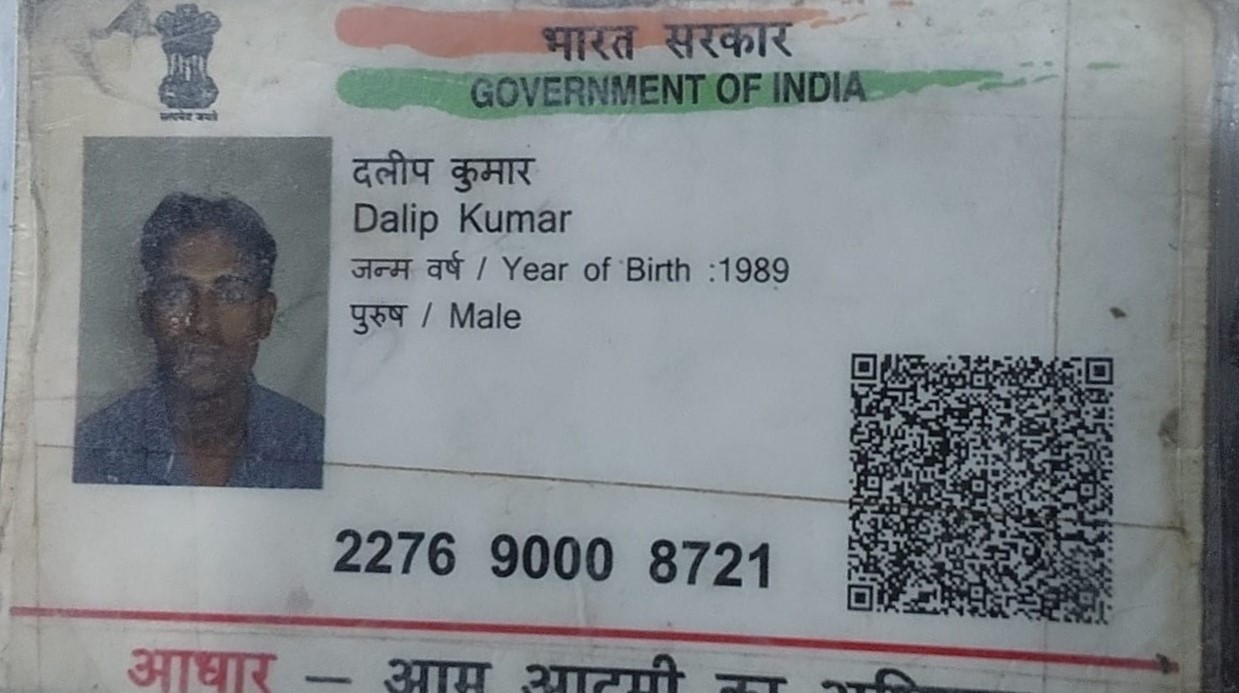 सत्यमेव जयते
भारत सरकार
GOVERNMENT OF INDIA
दलीप कुमार
Dalip Kumar
जन्म वर्ष / Year of Birth :1989
पुरुष / Male
2276 9000 8721
आधार – आम आदमी का